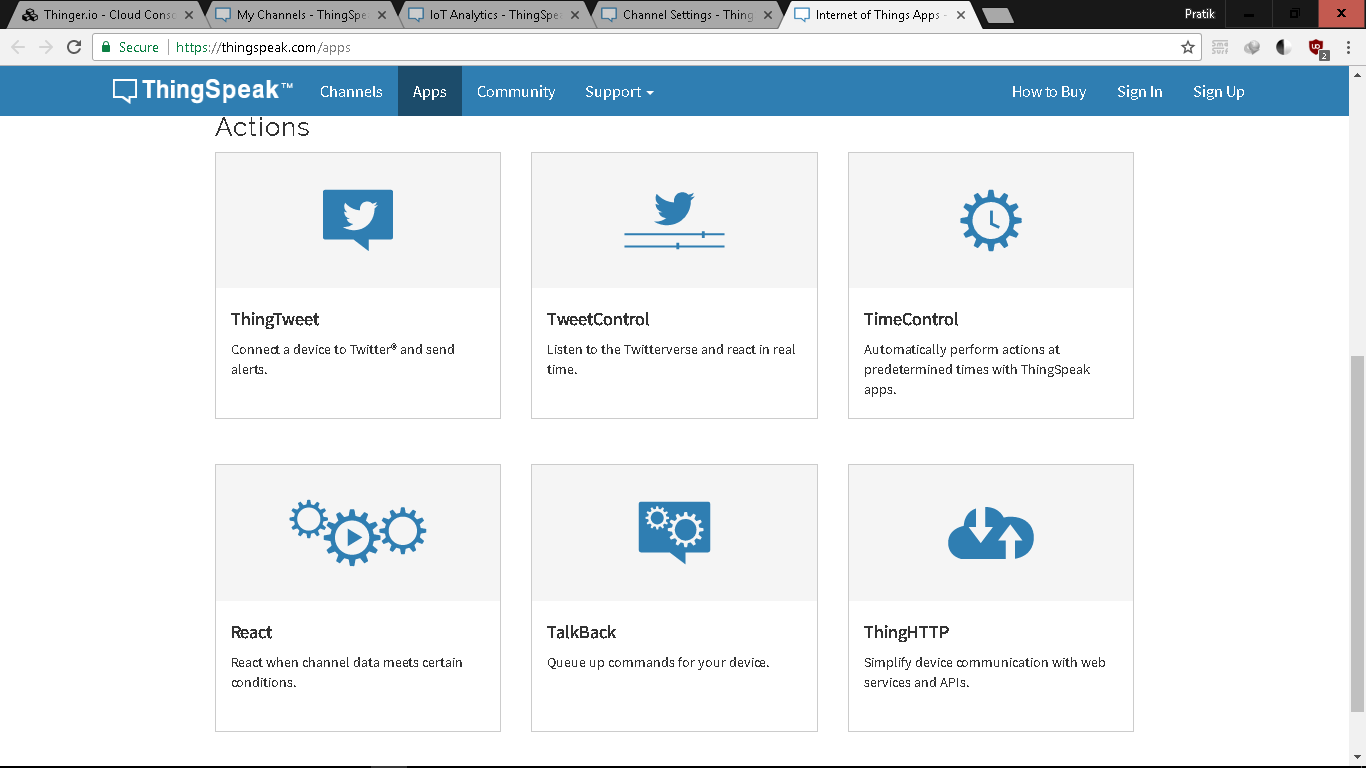 Thinger.io - Cloud Consc
My Channels - ThingSpe
IoT Analytics - ThingSpe
Channel Settings - Thing
Internet of Things Apps -
Pratik
Secure https://thingspeak.com/apps
2
ThingSpeak™ Channels Apps Community Support How to Buy Sign In Sign Up
Actions
ThingTweet
Connect a device to Twitter® and send
alerts.
TweetControl
Listen to the Twitterverse and react in real
time.
TimeControl
Automatically perform actions at
predetermined times with ThingSpeak
apps.
React
React when channel data meets certain
conditions.
TalkBack
Queue up commands for your device.
ThingHTTP
Simplify device communication with web
services and APIs.